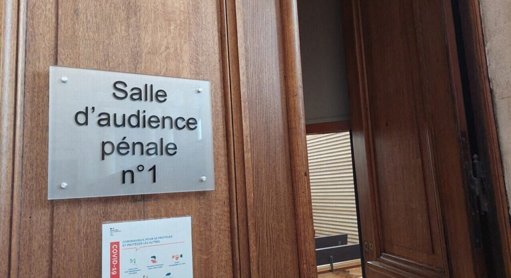 Salle
d'audience
pénale
n°1
COVID-19